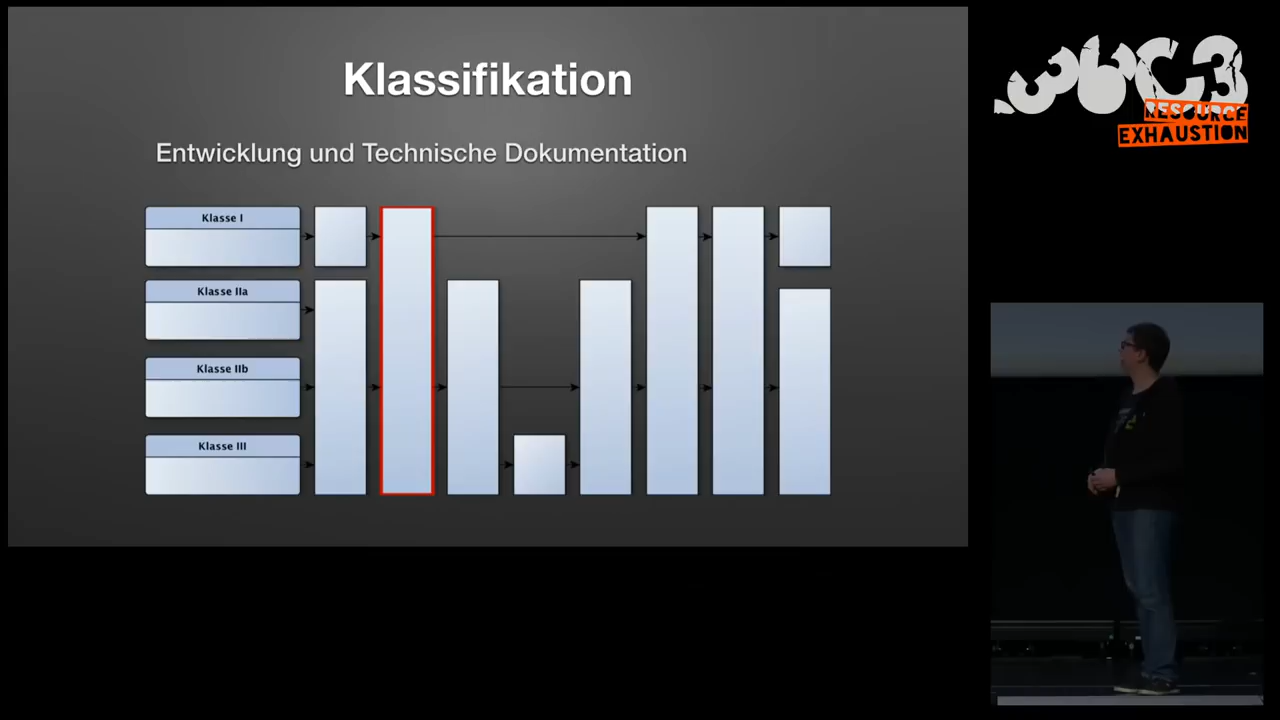 Klassifikation
Entwicklung und Technische Dokumentation
Klasse I
Klasse IIa
Klasse IIb
Klasse III
36C3
RESOURCE
EXHAUSTION